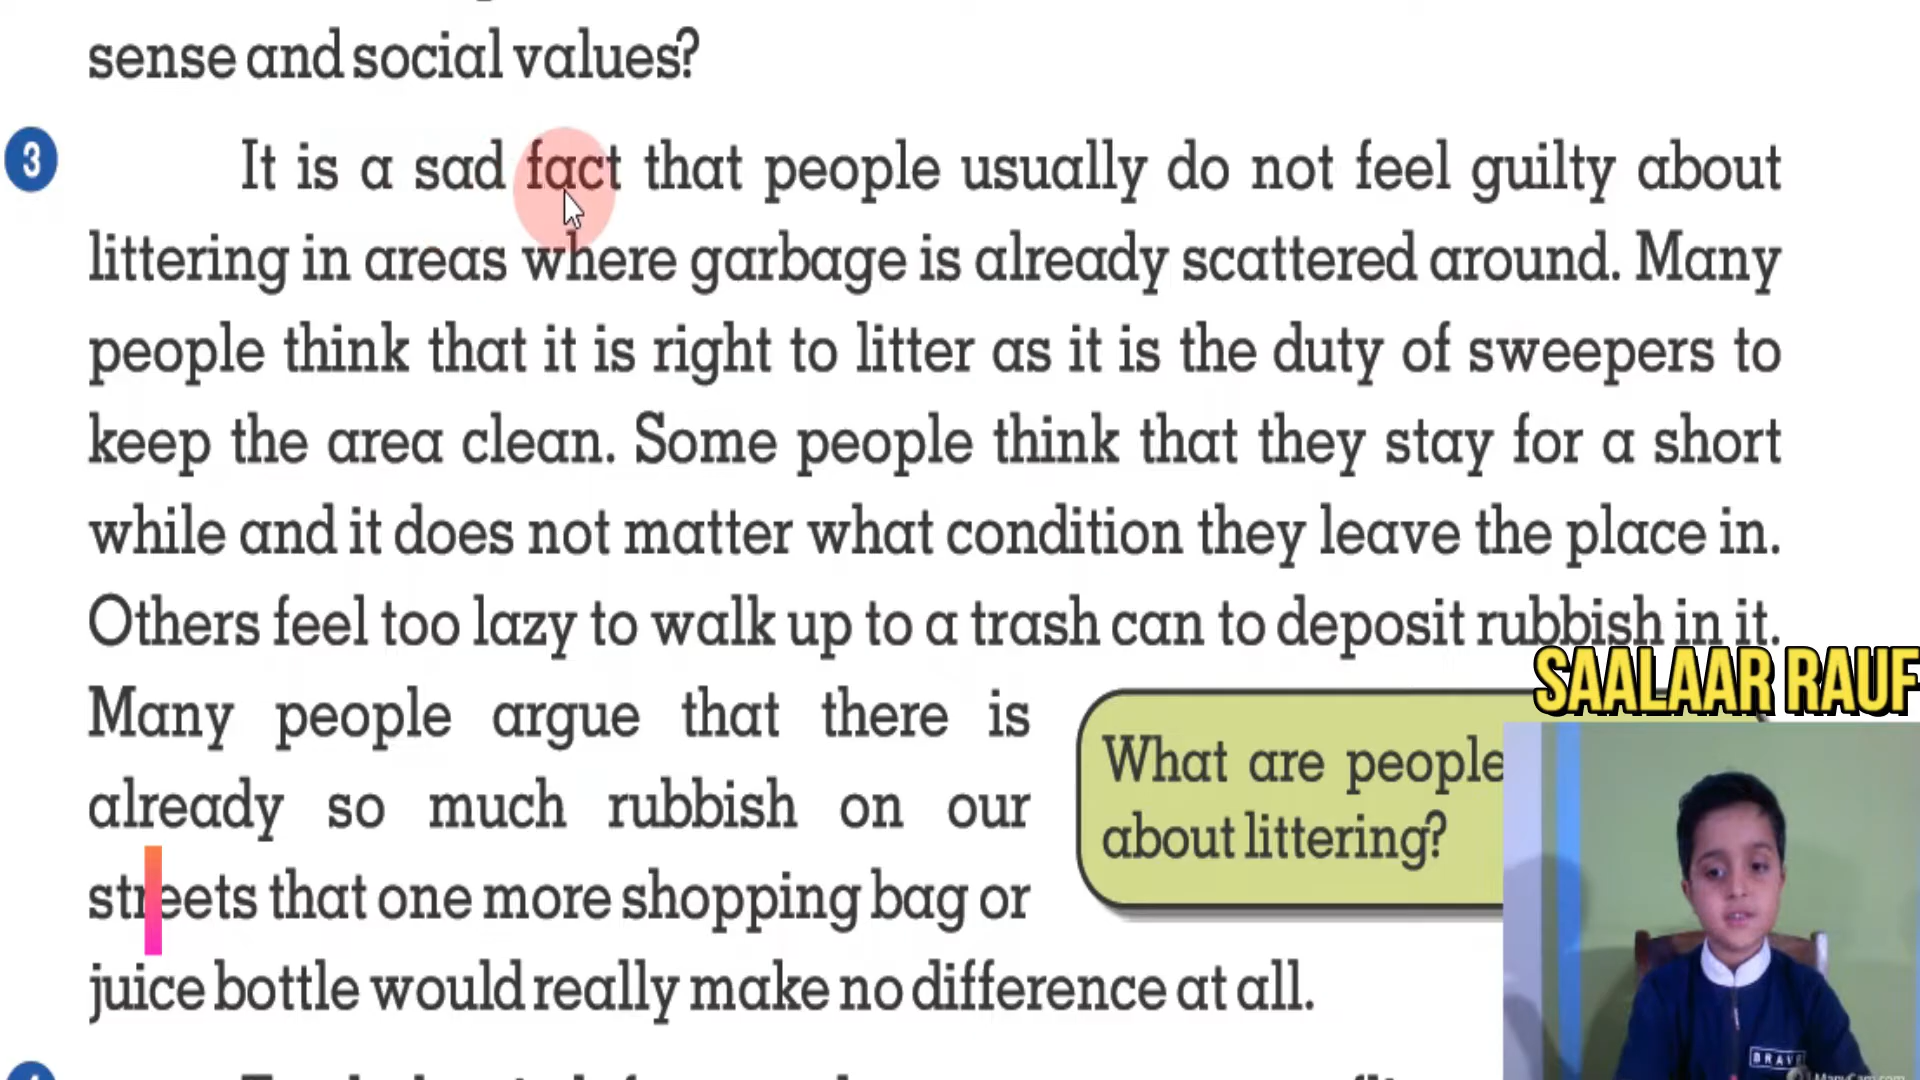 sense and social values?
3
It is a sad fact that people usually do not feel guilty about
littering in areas where garbage is already scattered around. Many
people think that it is right to litter as it is the duty of sweepers to
keep the area clean. Some people think that they stay for a short
while and it does not matter what condition they leave the place in.
Others feel too lazy to walk up to a trash can to deposit rubbish in it.
Many people argue that there is
already so much rubbish on our
streets that one more shopping bag or
juice bottle would really make no difference at all.
What are people
about littering?
SAALAAR RAUF
BRAVE
ManyCam.com